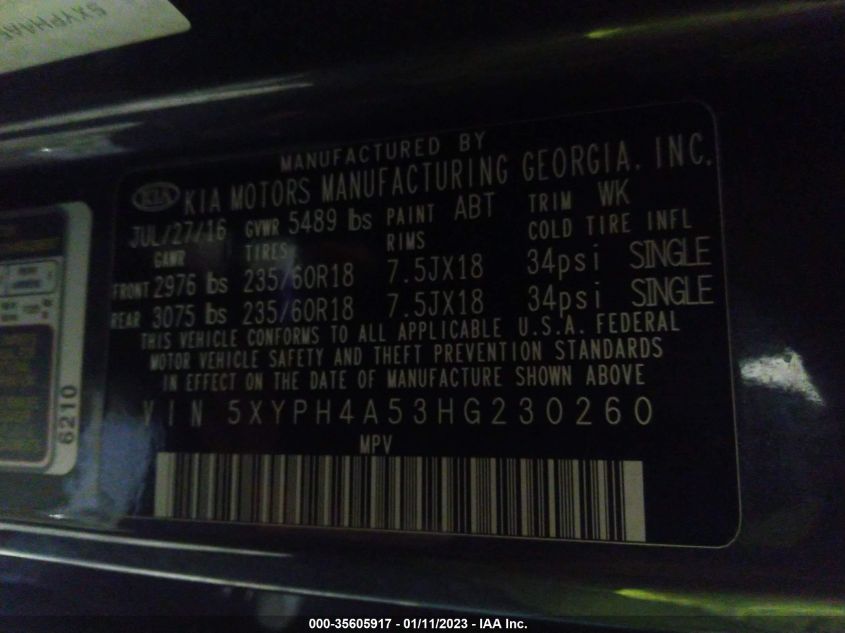 5XYPHA
MANUFACTURED BY
KIA KIA MOTORS MANUFACTURING GEORGIA, INC.
JUL/27/16 GVWR 5489 lbs PAINT ABT TRIM WK
GAWR TIRES RIMS COLD TIRE INFL
FRONT 2976 lbs 235/60R18 7.5JX18 34psi SINGLE
REAR 3075 lbs 235/60R18 7.5JX18 34psi SINGLE
THIS VEHICLE CONFORMS TO ALL APPLICABLE U.S.A. FEDERAL
MOTOR VEHICLE SAFETY AND THEFT PREVENTION STANDARDS
IN EFFECT ON THE DATE OF MANUFACTURE SHOWN ABOVE
VIN 5XYPH4A53HG230260
MPV
6210
000-35605917 - 01/11/2023 - IAA Inc.